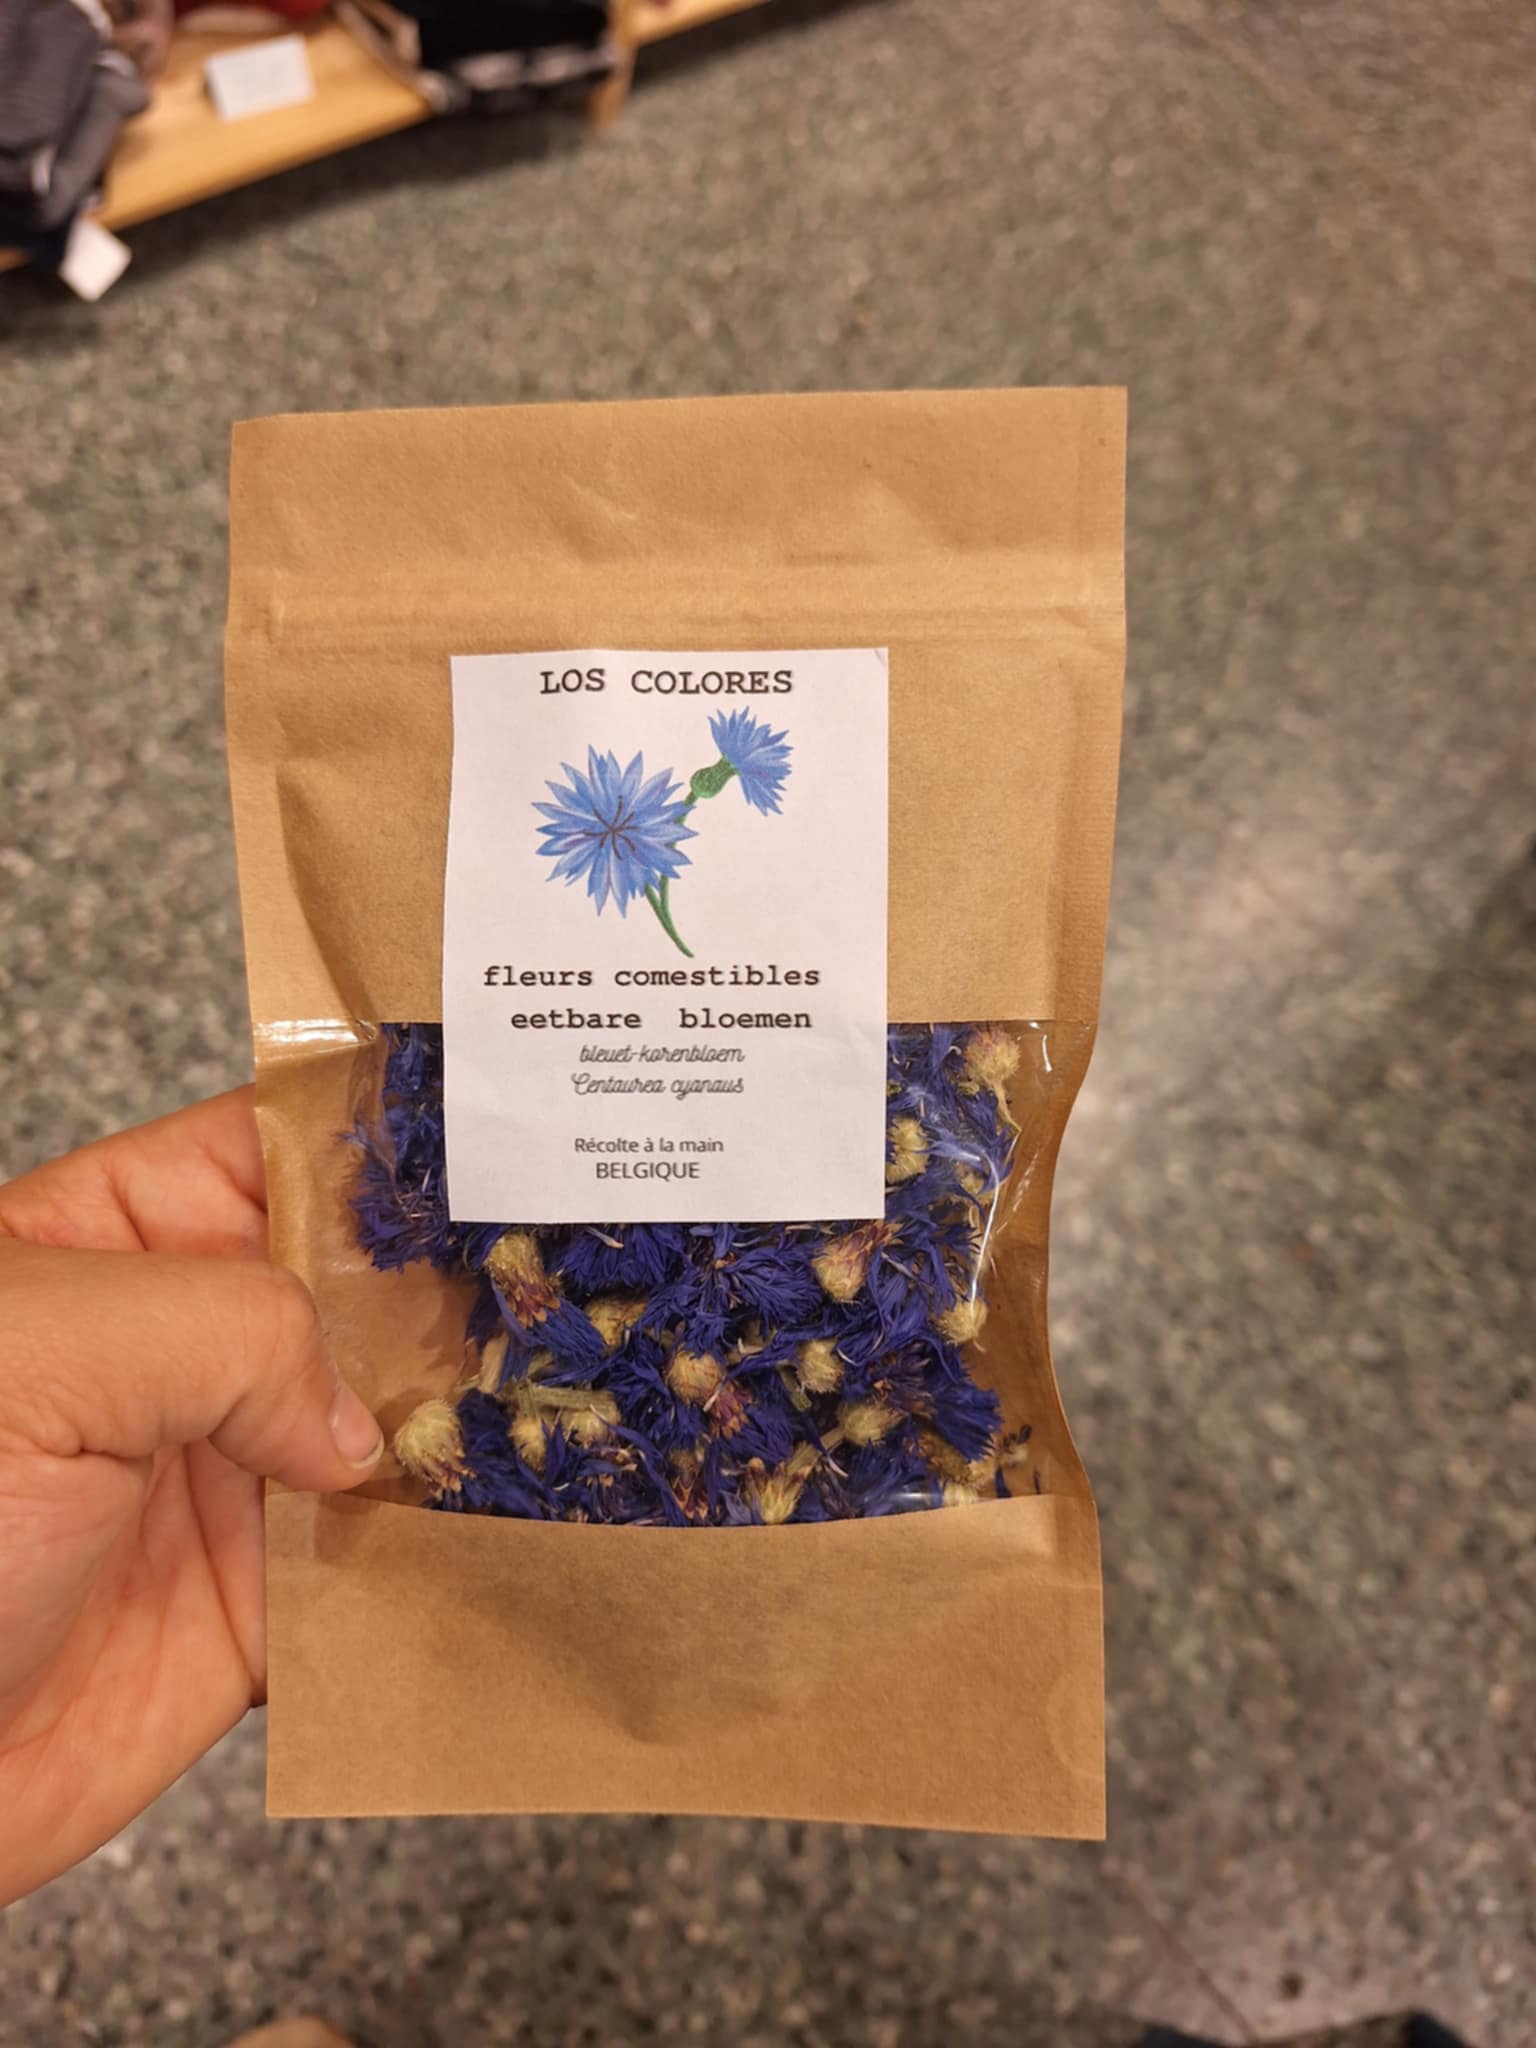 LOS COLORES
fleurs comestibles
eetbare bloemen
bleuet-korenbloem
Centaurea cyanaus
Récolte à la main
BELGIQUE